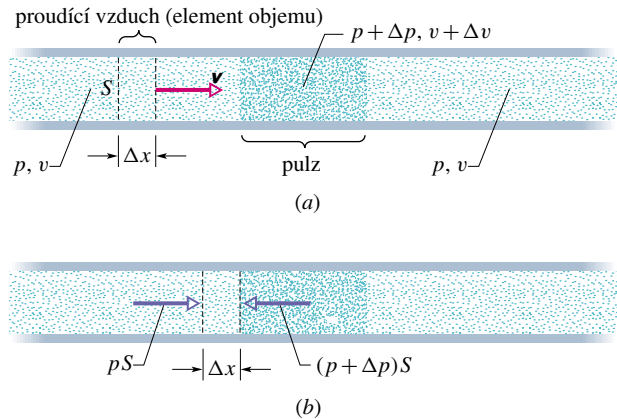 proudící vzduch (element objemu)
p + Δp, v + Δv
S
v
Δx
p, v
pulz
p, v
(a)
pS
Δx
(p + Δp)S
(b)